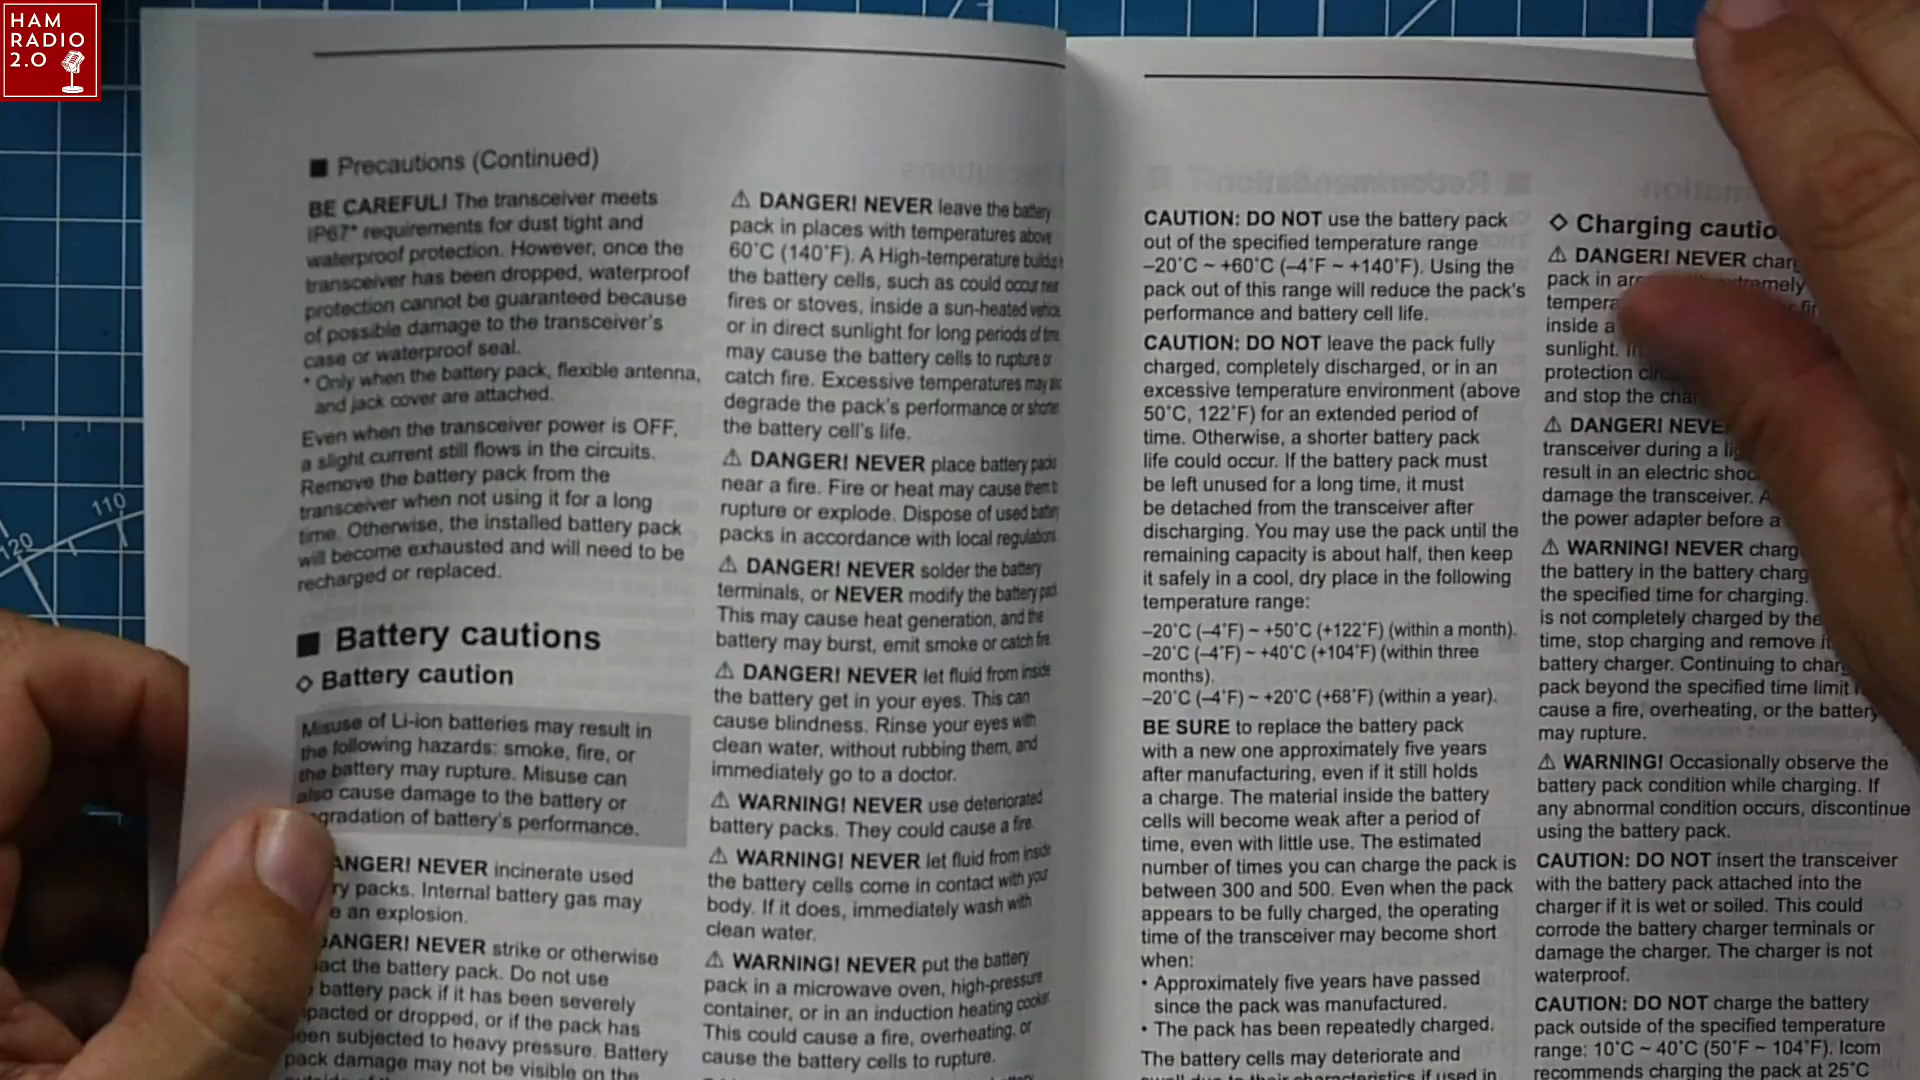 HAM
RADIO
2.0
110
120
■ Precautions (Continued)
BE CAREFUL! The transceiver meets
IP67* requirements for dust tight and
waterproof protection. However, once the
transceiver has been dropped, waterproof
protection cannot be guaranteed because
of possible damage to the transceiver's
case or waterproof seal.
* Only when the battery pack, flexible antenna,
and jack cover are attached.
Even when the transceiver power is OFF,
a slight current still flows in the circuits.
Remove the battery pack from the
transceiver when not using it for a long
time. Otherwise, the installed battery pack
will become exhausted and will need to be
recharged or replaced.
■ Battery cautions
◇ Battery caution
Misuse of Li-ion batteries may result in
the following hazards: smoke, fire, or
the battery may rupture. Misuse can
also cause damage to the battery or
gradation of battery's performance.
ANGER! NEVER incinerate used
ry packs. Internal battery gas may
e an explosion.
DANGER! NEVER strike or otherwise
act the battery pack. Do not use
battery pack if it has been severely
pacted or dropped, or if the pack has
een subjected to heavy pressure. Battery
pack damage may not be visible on the
⚠ DANGER! NEVER leave the battery
pack in places with temperatures above
60˚C (140˚F). A High-temperature buildup
the battery cells, such as could occur near
fires or stoves, inside a sun-heated vehicle
or in direct sunlight for long periods of time
may cause the battery cells to rupture or
catch fire. Excessive temperatures may also
degrade the pack's performance or shorten
the battery cell's life.
⚠ DANGER! NEVER place battery packs
near a fire. Fire or heat may cause them to
rupture or explode. Dispose of used battery
packs in accordance with local regulations.
⚠ DANGER! NEVER solder the battery
terminals, or NEVER modify the battery pack.
This may cause heat generation, and the
battery may burst, emit smoke or catch fire.
⚠ DANGER! NEVER let fluid from inside
the battery get in your eyes. This can
cause blindness. Rinse your eyes with
clean water, without rubbing them, and
immediately go to a doctor.
⚠ WARNING! NEVER use deteriorated
battery packs. They could cause a fire.
⚠ WARNING! NEVER let fluid from inside
the battery cells come in contact with your
body. If it does, immediately wash with
clean water.
⚠ WARNING! NEVER put the battery
pack in a microwave oven, high-pressure
container, or in an induction heating cooker.
This could cause a fire, overheating, or
cause the battery cells to rupture.
CAUTION: DO NOT use the battery pack
out of the specified temperature range
–20˚C ~ +60˚C (–4˚F ~ +140˚F). Using the
pack out of this range will reduce the pack's
performance and battery cell life.
CAUTION: DO NOT leave the pack fully
charged, completely discharged, or in an
excessive temperature environment (above
50˚C, 122˚F) for an extended period of
time. Otherwise, a shorter battery pack
life could occur. If the battery pack must
be left unused for a long time, it must
be detached from the transceiver after
discharging. You may use the pack until the
remaining capacity is about half, then keep
it safely in a cool, dry place in the following
temperature range:
–20˚C (–4˚F) ~ +50˚C (+122˚F) (within a month).
–20˚C (–4˚F) ~ +40˚C (+104˚F) (within three
months).
–20˚C (–4˚F) ~ +20˚C (+68˚F) (within a year).
BE SURE to replace the battery pack
with a new one approximately five years
after manufacturing, even if it still holds
a charge. The material inside the battery
cells will become weak after a period of
time, even with little use. The estimated
number of times you can charge the pack is
between 300 and 500. Even when the pack
appears to be fully charged, the operating
time of the transceiver may become short
when:
• Approximately five years have passed
since the pack was manufactured.
• The pack has been repeatedly charged.
The battery cells may deteriorate and
◇ Charging cautio
⚠ DANGER! NEVER charg
pack in
tempera
inside a
sunlight.
protection
and stop the
⚠ DANGER! NEVE
transceiver during a
result in an electric shoc
damage the transceiver.
the power adapter before a
⚠ WARNING! NEVER charg
the battery in the battery charg
the specified time for charging.
is not completely charged by the
time, stop charging and remove
battery charger. Continuing to char
pack beyond the specified time limit
cause a fire, overheating, or the battery
may rupture.
⚠ WARNING! Occasionally observe the
battery pack condition while charging. If
any abnormal condition occurs, discontinue
using the battery pack.
CAUTION: DO NOT insert the transceiver
with the battery pack attached into the
charger if it is wet or soiled. This could
corrode the battery charger terminals or
damage the charger. The charger is not
waterproof.
CAUTION: DO NOT charge the battery
pack outside of the specified temperature
range: 10˚C ~ 40˚C (50˚F ~ 104˚F). Icom
recommends charging the pack at 25˚C